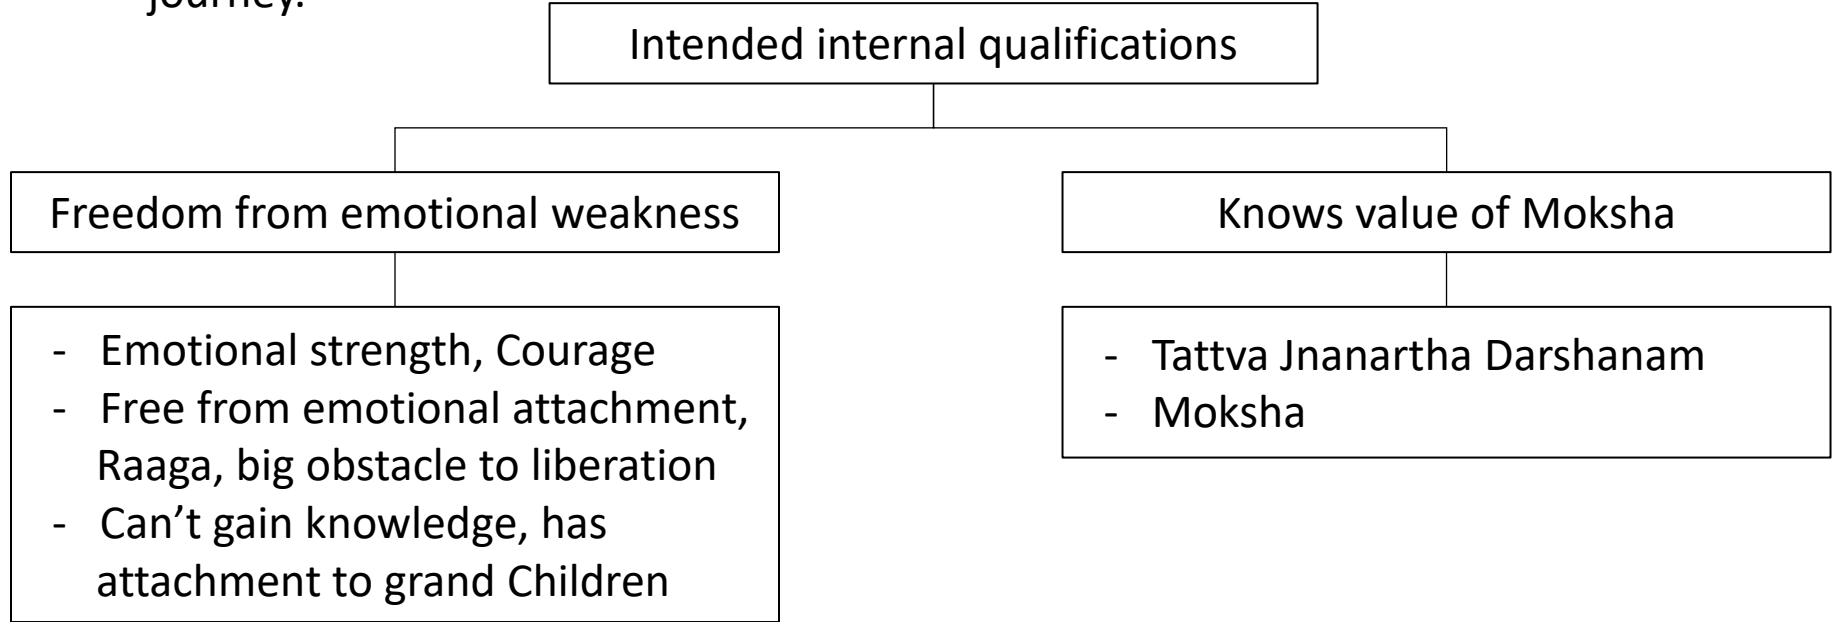 journey.
Intended internal qualifications
Freedom from emotional weakness
Knows value of Moksha
- Emotional strength, Courage
- Free from emotional attachment,
Raaga, big obstacle to liberation
- Can’t gain knowledge, has
attachment to grand Children
- Tattva Jnanartha Darshanam
- Moksha